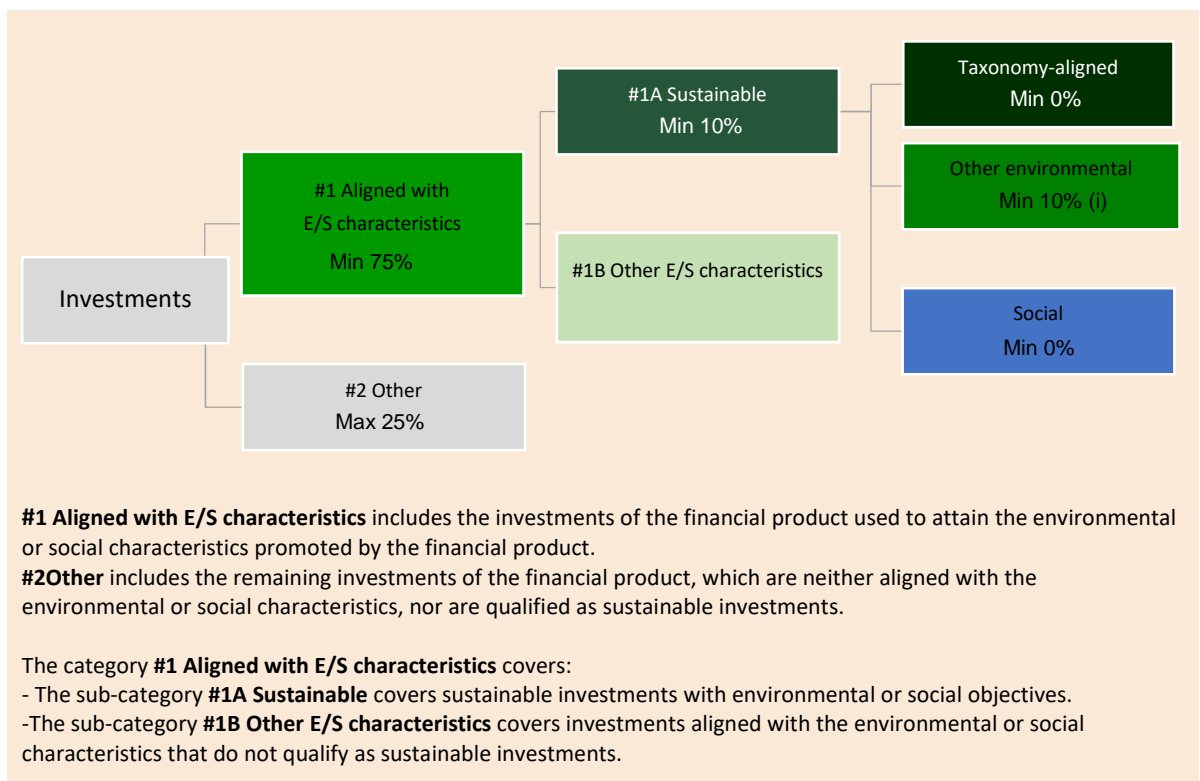 Investments
#1 Aligned with
E/S characteristics
Min 75%
#2 Other
Max 25%
#1A Sustainable
Min 10%
#1B Other E/S characteristics
Taxonomy-aligned
Min 0%
Other environmental
Min 10% (i)
Social
Min 0%
#1 Aligned with E/S characteristics includes the investments of the financial product used to attain the environmental
or social characteristics promoted by the financial product.
#2Other includes the remaining investments of the financial product, which are neither aligned with the
environmental or social characteristics, nor are qualified as sustainable investments.
The category #1 Aligned with E/S characteristics covers:
- The sub-category #1A Sustainable covers sustainable investments with environmental or social objectives.
-The sub-category #1B Other E/S characteristics covers investments aligned with the environmental or social
characteristics that do not qualify as sustainable investments.